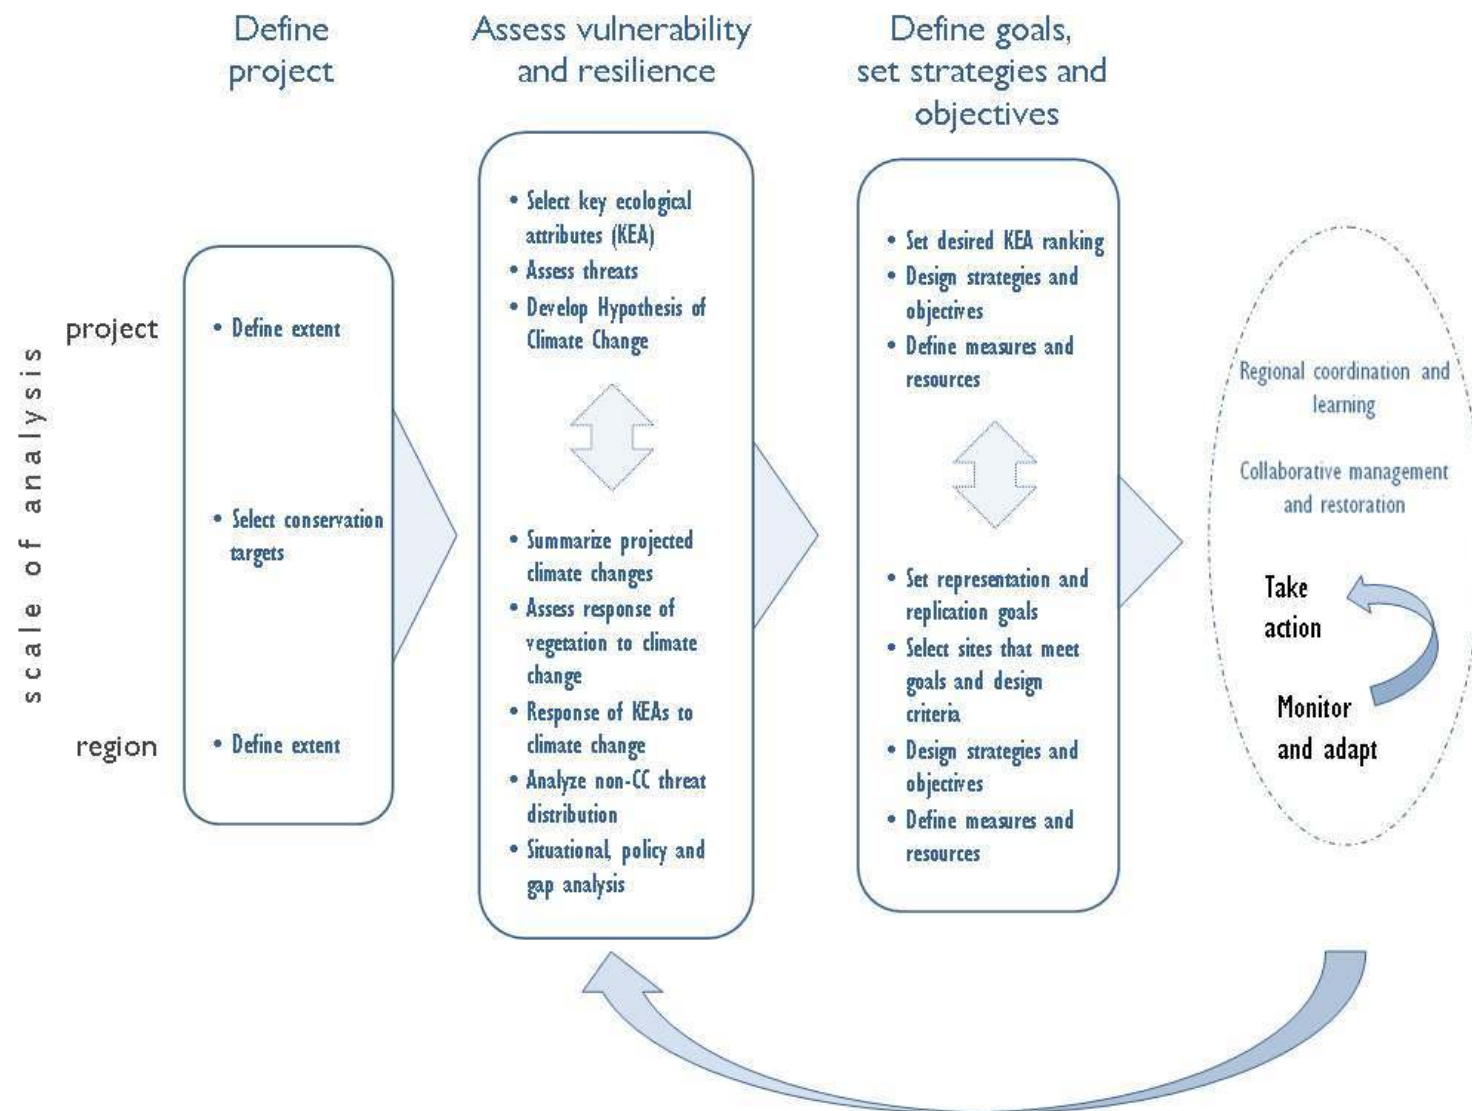 Define
project
Assess vulnerability
and resilience
Define goals,
set strategies and
objectives
scale of analysis
project
region
• Define extent
• Select conservation
targets
• Define extent
• Select key ecological
attributes (KEA)
• Assess threats
• Develop Hypothesis of
Climate Change
• Summarize projected
climate changes
• Assess response of
vegetation to climate
change
• Response of KEAs to
climate change
• Analyze non-CC threat
distribution
• Situational, policy and
gap analysis
• Set desired KEA ranking
• Design strategies and
objectives
• Define measures and
resources
• Set representation and
replication goals
• Select sites that meet
goals and design
criteria
• Design strategies and
objectives
• Define measures and
resources
Regional coordination and
learning
Collaborative management
and restoration
Take
action
Monitor
and adapt